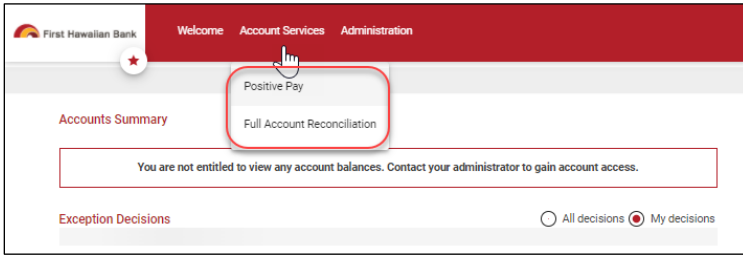 First Hawaiian Bank
Welcome Account Services Administration
Positive Pay
Full Account Reconciliation
Accounts Summary
You are not entitled to view any account balances. Contact your administrator to gain account access.
Exception Decisions
All decisions My decisions